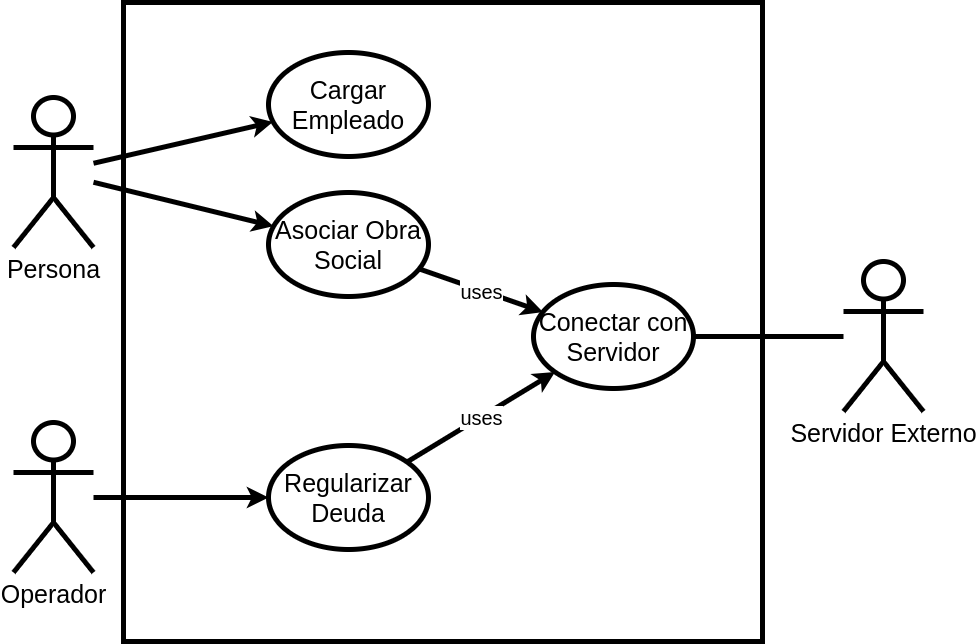 Cargar
Empleado
Persona
Asociar Obra
Social
uses
Conectar con
Servidor
Servidor Externo
uses
Regularizar
Deuda
Operador